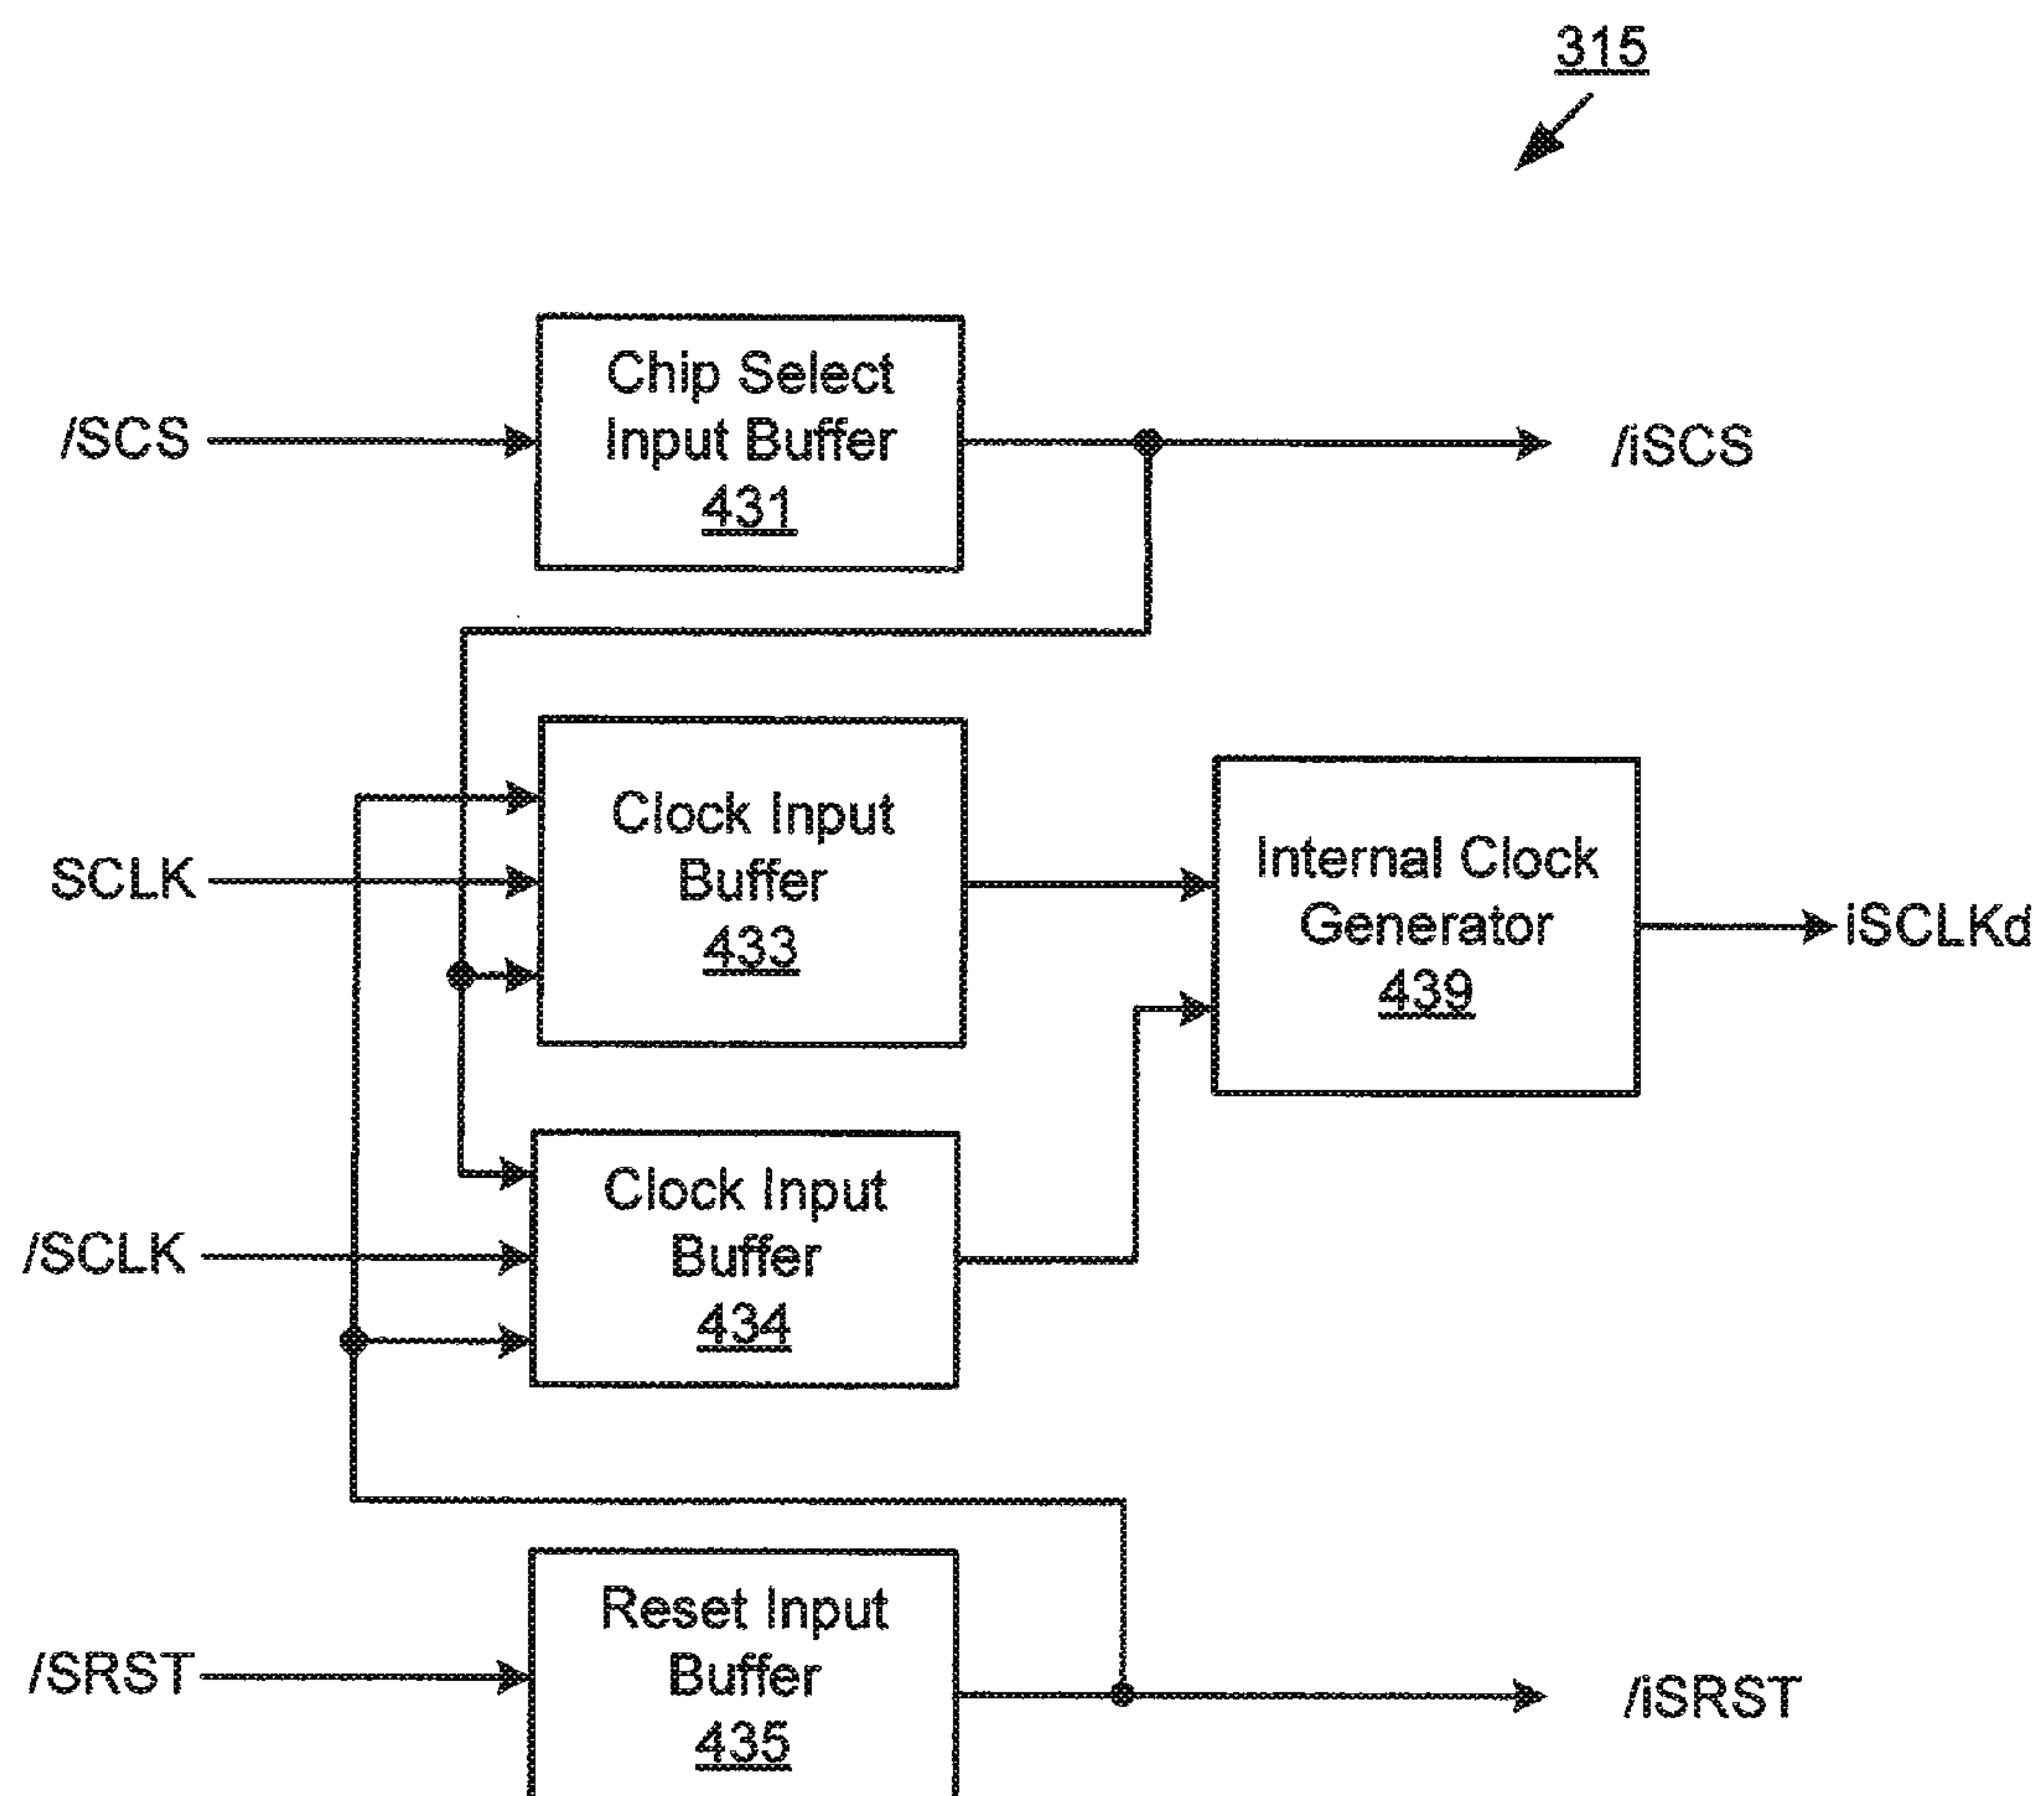 315
Chip Select
Input Buffer
431
/SCS
/iSCS
Clock Input
Buffer
433
SCLK
Internal Clock
Generator
439
iSCLKd
Clock Input
Buffer
434
/SCLK
Reset Input
Buffer
435
/SRST
/iSRST